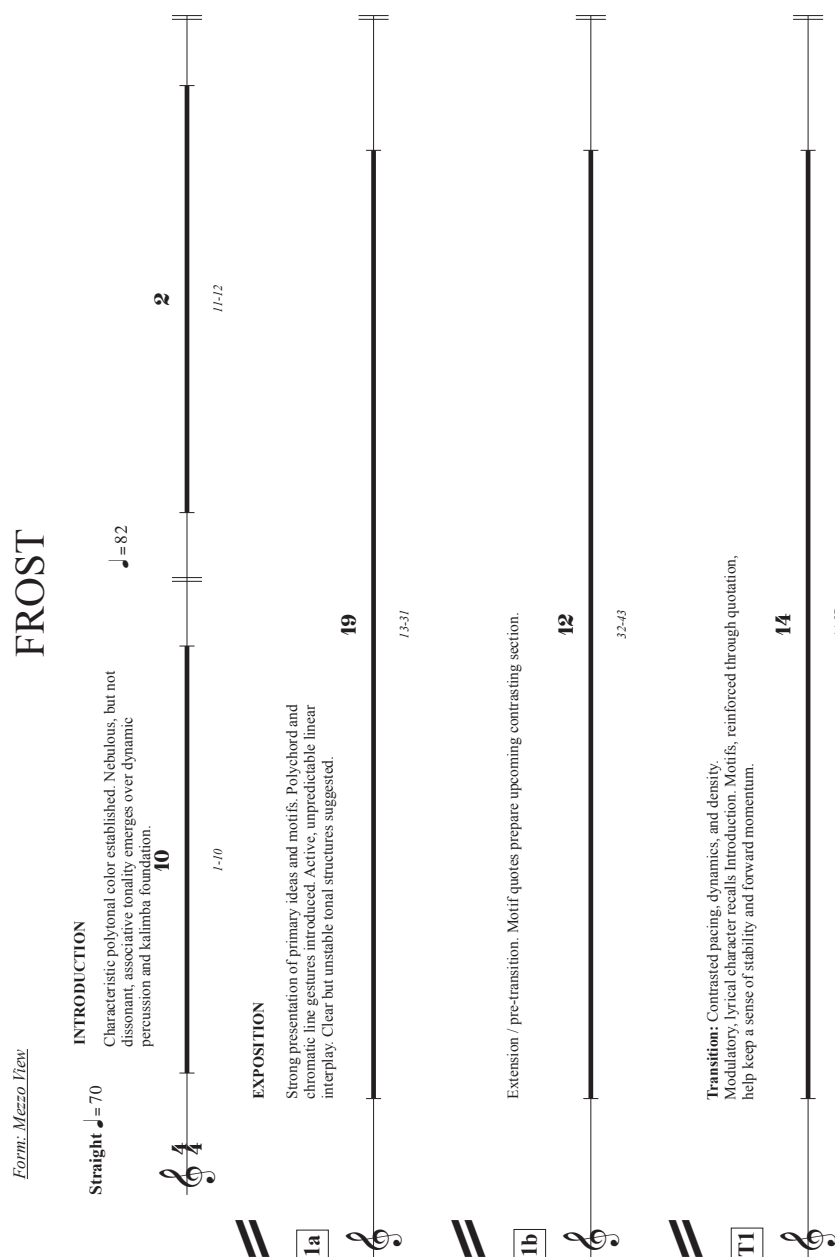 Form: Mezzo View
FROST
Straight ♩= 70
INTRODUCTION
Characteristic polytonal color established. Nebulous, but not
dissonant, associative tonality emerges over dynamic
percussion and kalimba foundation.
♩=82
4
4
10
2
1-10
11-12
EXPOSITION
Strong presentation of primary ideas and motifs. Polychord and
chromatic line gestures introduced. Active, unpredictable linear
interplay. Clear but unstable tonal structures suggested.
1a
19
13-31
Extension / pre-transition. Motif quotes prepare upcoming contrasting section.
1b
12
32-43
Transition: Contrasted pacing, dynamics, and density.
Modulatory, lyrical character recalls Introduction. Motifs, reinforced through quotation,
help keep a sense of stability and forward momentum.
T1
14